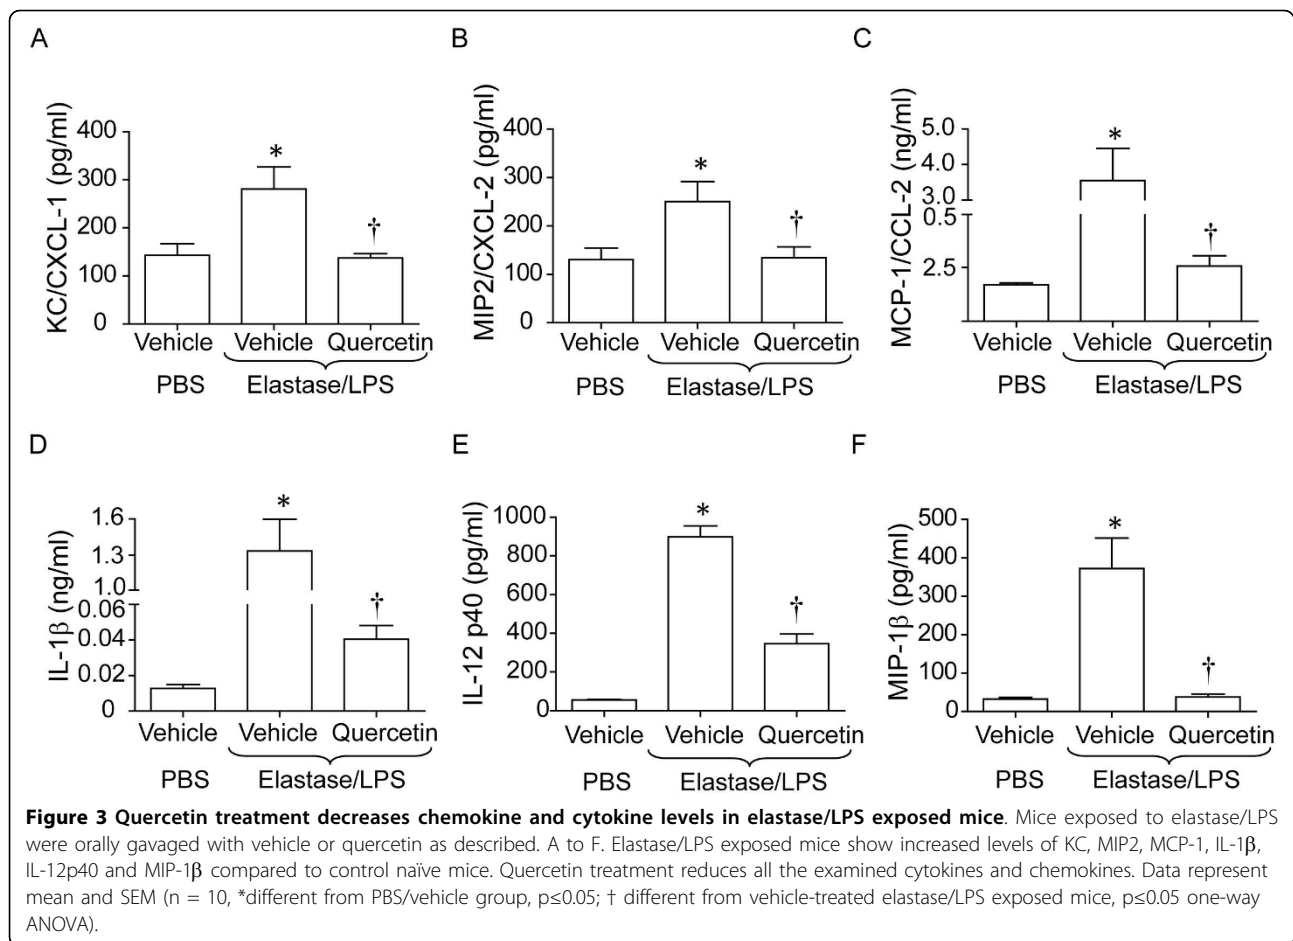 A
KC/CXCL-1 (pg/ml)
400
300
200
100
0
*
†
Vehicle Vehicle Quercetin
PBS Elastase/LPS
B
MIP2/CXCL-2 (pg/ml)
400
300
200
100
0
*
†
Vehicle Vehicle Quercetin
PBS Elastase/LPS
C
MCP-1/CCL-2 (ng/ml)
5.0
4.0
3.0
0.5
2.5
*
†
Vehicle Vehicle Quercetin
PBS Elastase/LPS
D
IL-1β (ng/ml)
1.6
1.3
1.0
0.06
0.04
0.02
0
*
†
Vehicle Vehicle Quercetin
PBS Elastase/LPS
E
IL-12 p40 (pg/ml)
1000
800
600
400
200
0
*
†
Vehicle Vehicle Quercetin
PBS Elastase/LPS
F
MIP-1β (pg/ml)
500
400
300
200
100
0
*
†
Vehicle Vehicle Quercetin
PBS Elastase/LPS
Figure 3 Quercetin treatment decreases chemokine and cytokine levels in elastase/LPS exposed mice. Mice exposed to elastase/LPS
were orally gavaged with vehicle or quercetin as described. A to F. Elastase/LPS exposed mice show increased levels of KC, MIP2, MCP-1, IL-1β,
IL-12p40 and MIP-1β compared to control naïve mice. Quercetin treatment reduces all the examined cytokines and chemokines. Data represent
mean and SEM (n = 10, *different from PBS/vehicle group, p≤0.05; † different from vehicle-treated elastase/LPS exposed mice, p≤0.05 one-way
ANOVA).